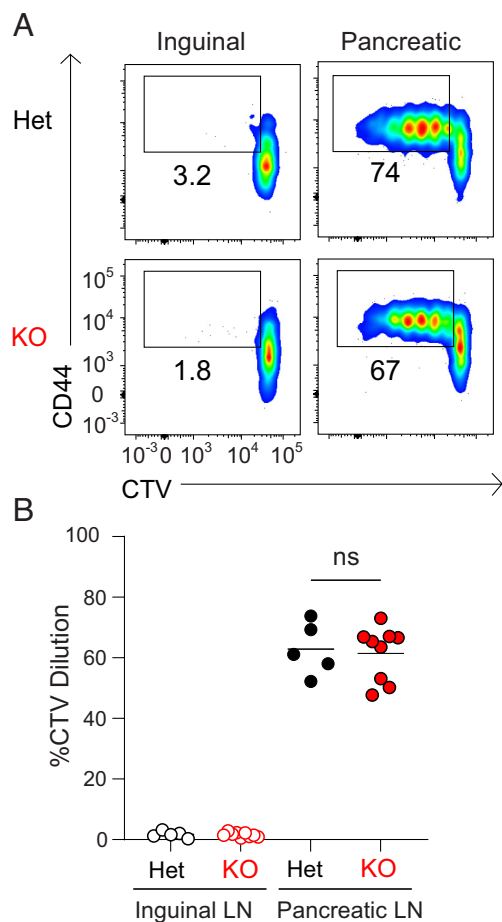 A
Inguinal Pancreatic
Het
3.2 74
KO
10⁵
10⁴
10³
0
10⁻³
1.8 67
CD44
10⁻³ 0 10³ 10⁴ 10⁵
CTV
B
100
80
60
40
20
0
%CTV Dilution
ns
Het KO Het KO
Inguinal LN Pancreatic LN